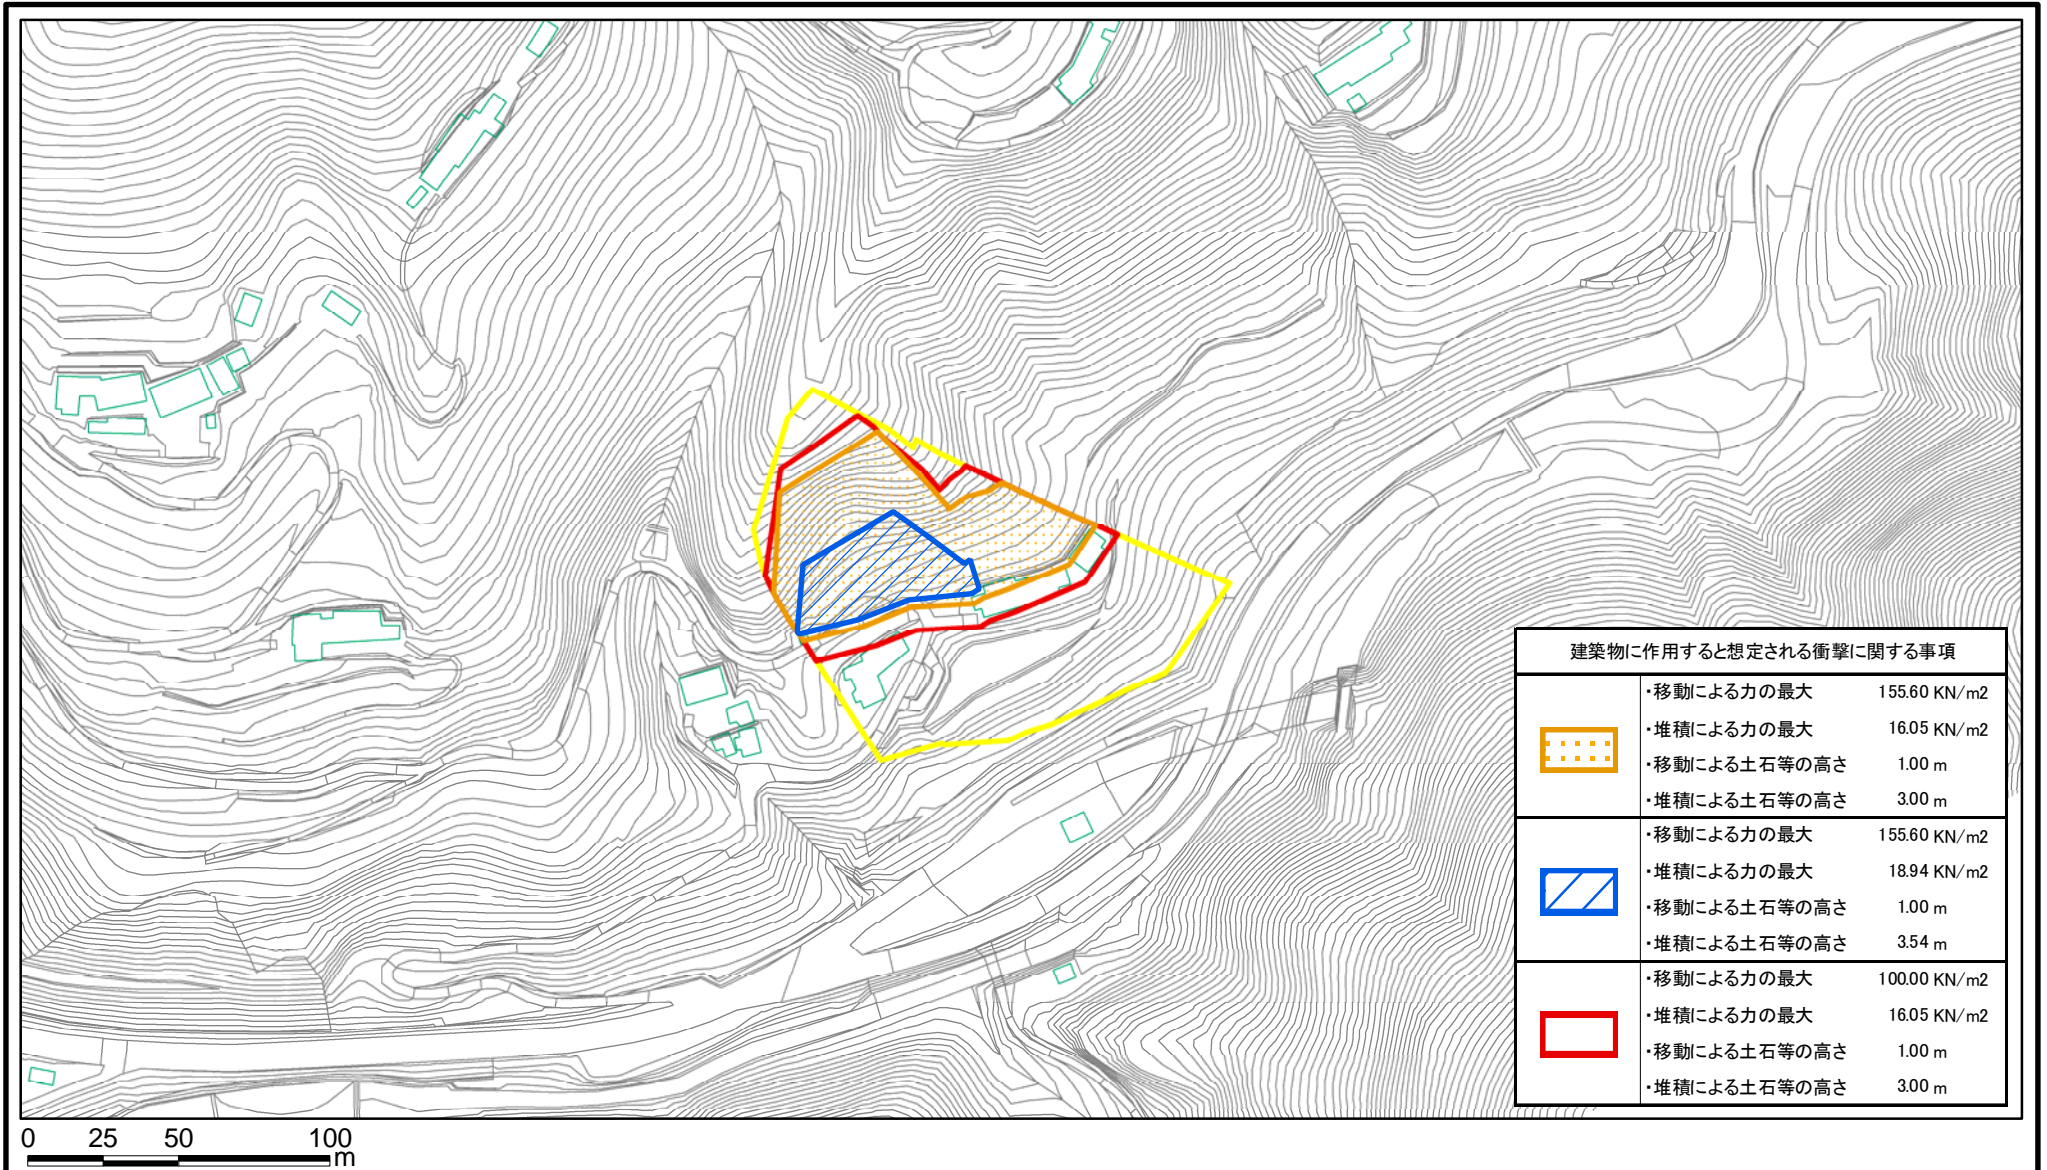 建築物に作用すると想定される衝撃に関する事項
・移動による力の最大 155.60 KN/m2
・堆積による力の最大 16.05 KN/m2
・移動による土石等の高さ 1.00 m
・堆積による土石等の高さ 3.00 m
・移動による力の最大 155.60 KN/m2
・堆積による力の最大 18.94 KN/m2
・移動による土石等の高さ 1.00 m
・堆積による土石等の高さ 3.54 m
・移動による力の最大 100.00 KN/m2
・堆積による力の最大 16.05 KN/m2
・移動による土石等の高さ 1.00 m
・堆積による土石等の高さ 3.00 m
0 25 50 100
m